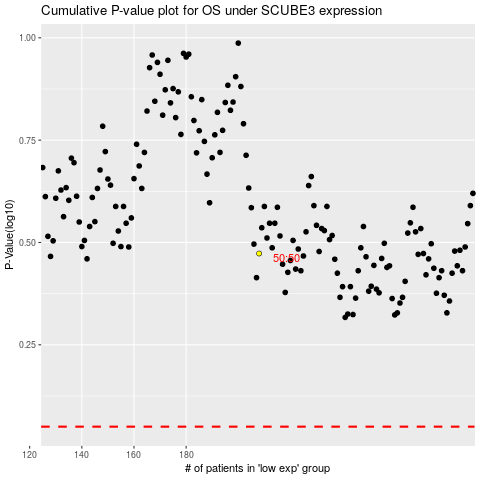 Cumulative P-value plot for OS under SCUBE3 expression
P-Value(log10)
1.00
0.75
0.50
0.25
50:50
120 140 160 180
# of patients in 'low exp' group